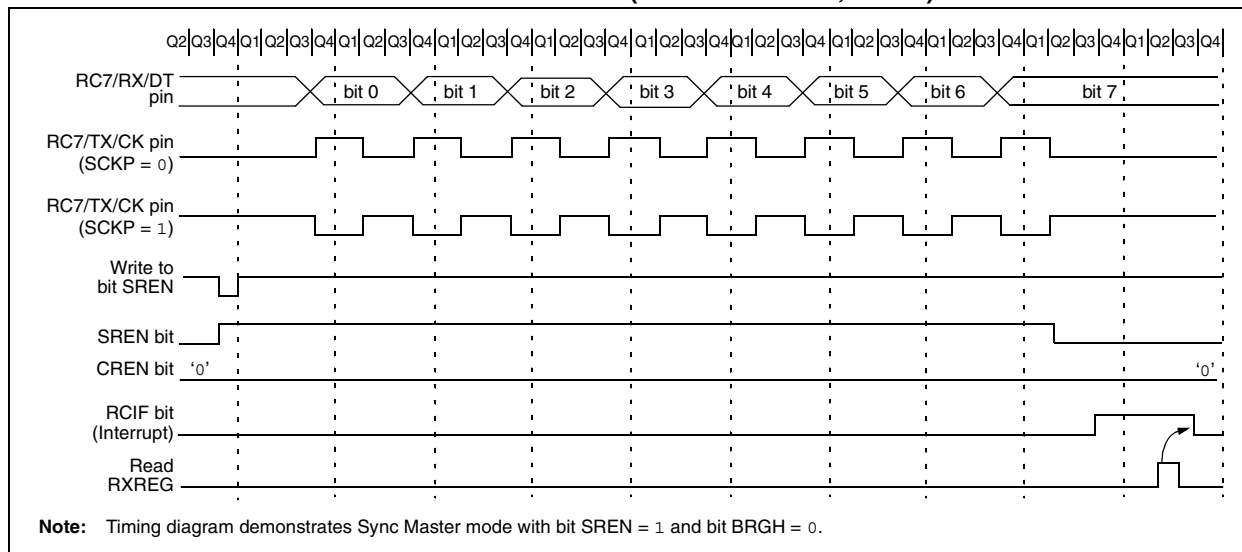 Q2 Q3 Q4 Q1 Q2 Q3 Q4 Q1 Q2 Q3 Q4 Q1 Q2 Q3 Q4 Q1 Q2 Q3 Q4 Q1 Q2 Q3 Q4 Q1 Q2 Q3 Q4 Q1 Q2 Q3 Q4 Q1 Q2 Q3 Q4 Q1 Q2 Q3 Q4 Q1 Q2 Q3 Q4
RC7/RX/DT
pin
bit 0 bit 1 bit 2 bit 3 bit 4 bit 5 bit 6 bit 7
RC7/TX/CK pin
(SCKP = 0)
RC7/TX/CK pin
(SCKP = 1)
Write to
bit SREN
SREN bit
CREN bit ‘0’ ‘0’
RCIF bit
(Interrupt)
Read
RXREG
Note: Timing diagram demonstrates Sync Master mode with bit SREN = 1 and bit BRGH = 0.